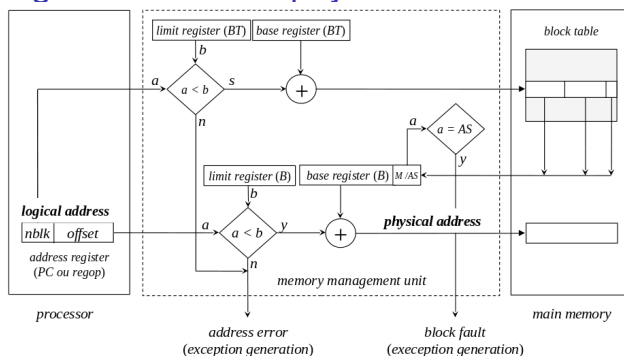 limit register (BT)
base register (BT)
block table
b
a
a < b
s
+
n
a
a = AS
y
limit register (B)
base register (B)
M /AS
b
logical address
nblk
offset
a
a < b
y
+
physical address
address register
(PC ou regop)
n
memory management unit
processor
main memory
address error
(exception generation)
block fault
(exeception generation)